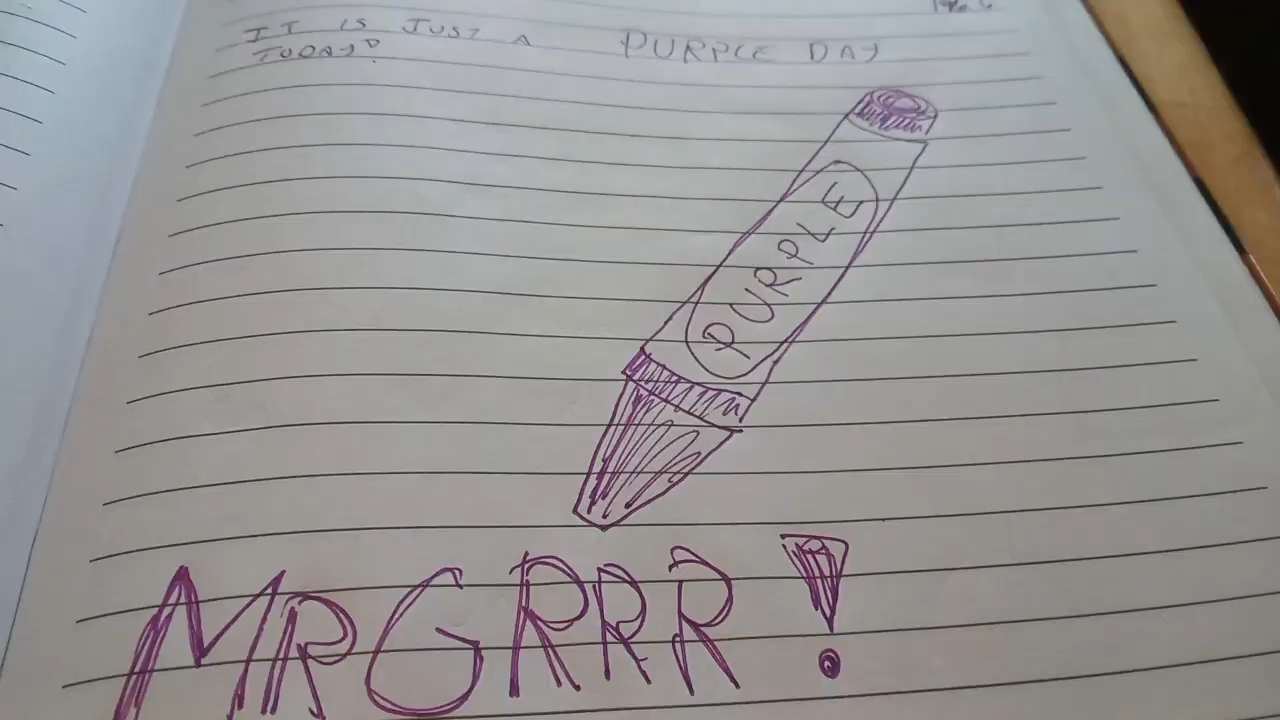 IT IS JUST A PURPLE DAY
TODAY?
PURPLE
MRGRRR!